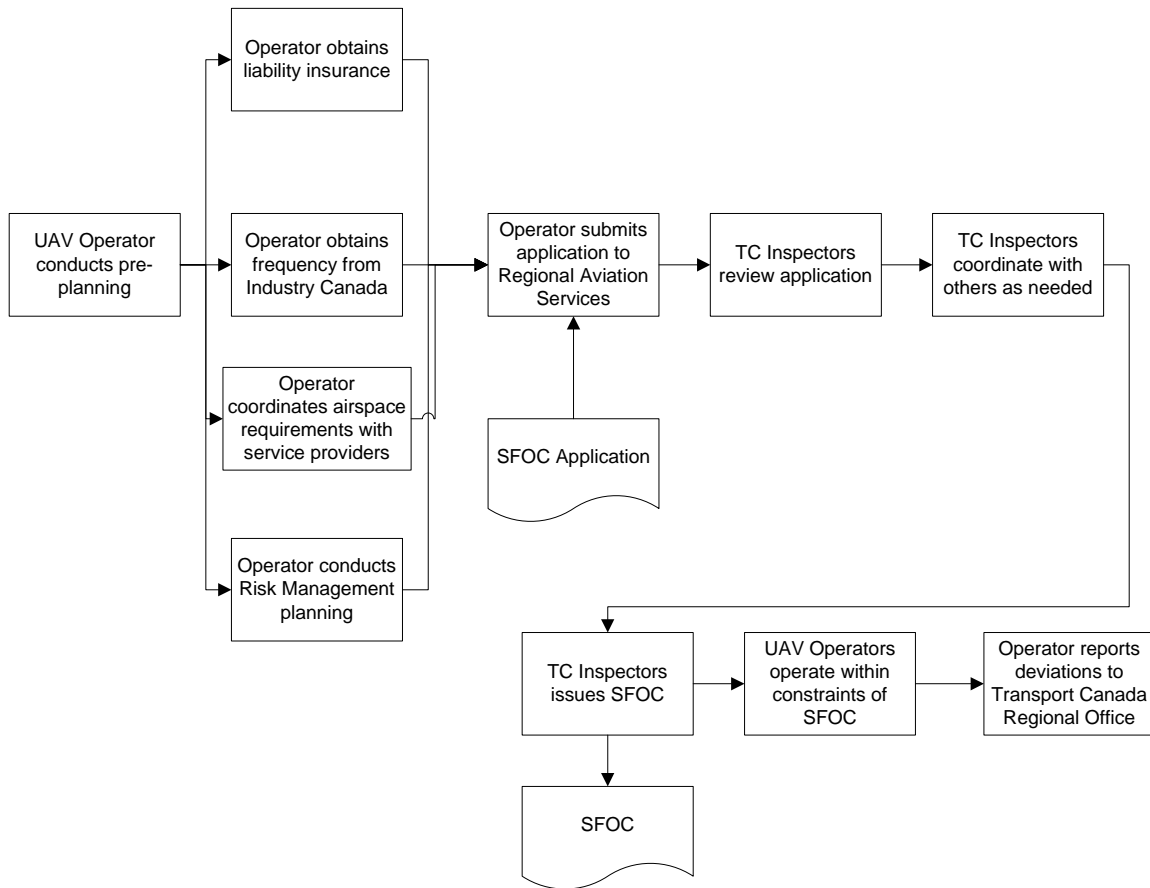 Operator obtains
liability insurance
UAV Operator
conducts pre-
planning
Operator obtains
frequency from
Industry Canada
Operator submits
application to
Regional Aviation
Services
TC Inspectors
review application
TC Inspectors
coordinate with
others as needed
Operator
coordinates airspace
requirements with
service providers
SFOC Application
Operator conducts
Risk Management
planning
TC Inspectors
issues SFOC
UAV Operators
operate within
constraints of
SFOC
Operator reports
deviations to
Transport Canada
Regional Office
SFOC